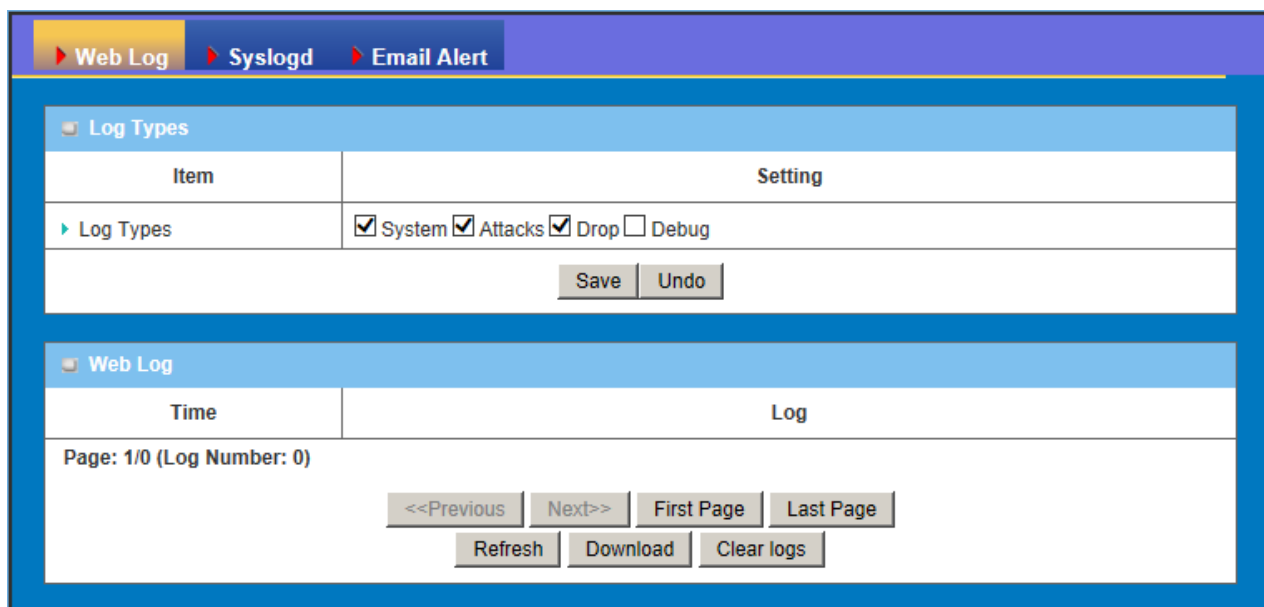 Web Log Syslogd Email Alert
Log Types
Item Setting
Log Types System Attacks Drop Debug
Save Undo
Web Log
Time Log
Page: 1/0 (Log Number: 0)
<<Previous Next>> First Page Last Page
Refresh Download Clear logs